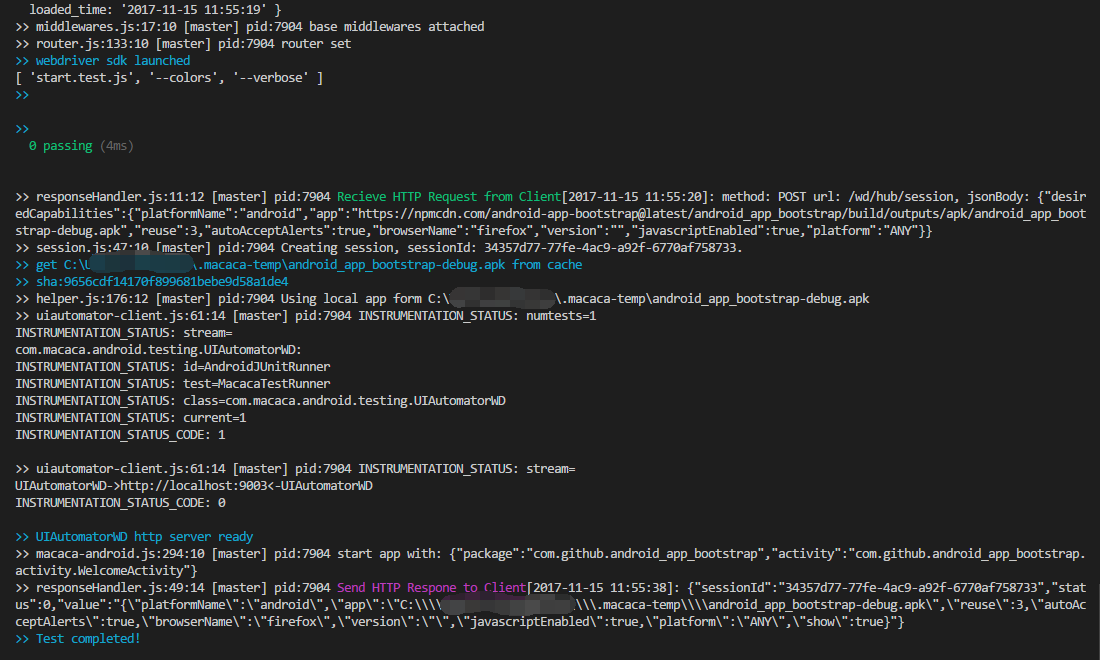 loaded_time: '2017-11-15 11:55:19' }
>> middlewares.js:17:10 [master] pid:7904 base middlewares attached
>> router.js:133:10 [master] pid:7904 router set
>> webdriver sdk launched
[ 'start.test.js', '--colors', '--verbose' ]
>>
>>
0 passing (4ms)
>> responseHandler.js:11:12 [master] pid:7904 Recieve HTTP Request from Client[2017-11-15 11:55:20]: method: POST url: /wd/hub/session, jsonBody: {"desir
edCapabilities":{"platformName":"android","app":"https://npmcdn.com/android-app-bootstrap@latest/android_app_bootstrap/build/outputs/apk/android_app_boot
strap-debug.apk","reuse":3,"autoAcceptAlerts":true,"browserName":"firefox","version":"","javascriptEnabled":true,"platform":"ANY"}}
>> session.js:47:10 [master] pid:7904 Creating session, sessionId: 34357d77-77fe-4ac9-a92f-6770af758733.
>> get C:\U \.macaca-temp\android_app_bootstrap-debug.apk from cache
>> sha:9656cdf14170f899681bebe9d58a1de4
>> helper.js:176:12 [master] pid:7904 Using local app form C:\ \.macaca-temp\android_app_bootstrap-debug.apk
>> uiautomator-client.js:61:14 [master] pid:7904 INSTRUMENTATION_STATUS: numtests=1
INSTRUMENTATION_STATUS: stream=
com.macaca.android.testing.UIAutomatorWD:
INSTRUMENTATION_STATUS: id=AndroidJUnitRunner
INSTRUMENTATION_STATUS: test=MacacaTestRunner
INSTRUMENTATION_STATUS: class=com.macaca.android.testing.UIAutomatorWD
INSTRUMENTATION_STATUS: current=1
INSTRUMENTATION_STATUS_CODE: 1
>> uiautomator-client.js:61:14 [master] pid:7904 INSTRUMENTATION_STATUS: stream=
UIAutomatorWD->http://localhost:9003<-UIAutomatorWD
INSTRUMENTATION_STATUS_CODE: 0
>> UIAutomatorWD http server ready
>> macaca-android.js:294:10 [master] pid:7904 start app with: {"package":"com.github.android_app_bootstrap","activity":"com.github.android_app_bootstrap.
activity.WelcomeActivity"}
>> responseHandler.js:49:14 [master] pid:7904 Send HTTP Respone to Client[2017-11-15 11:55:38]: {"sessionId":"34357d77-77fe-4ac9-a92f-6770af758733","stat
us":0,"value":"{\"platformName\":\"android\",\"app\":\"C:\\\\ \\\.macaca-temp\\\\android_app_bootstrap-debug.apk\",\"reuse\":3,\"autoAc
ceptAlerts\":true,\"browserName\":\"firefox\",\"version\":\"\",\"javascriptEnabled\":true,\"platform\":\"ANY\",\"show\":true}"}
>> Test completed!